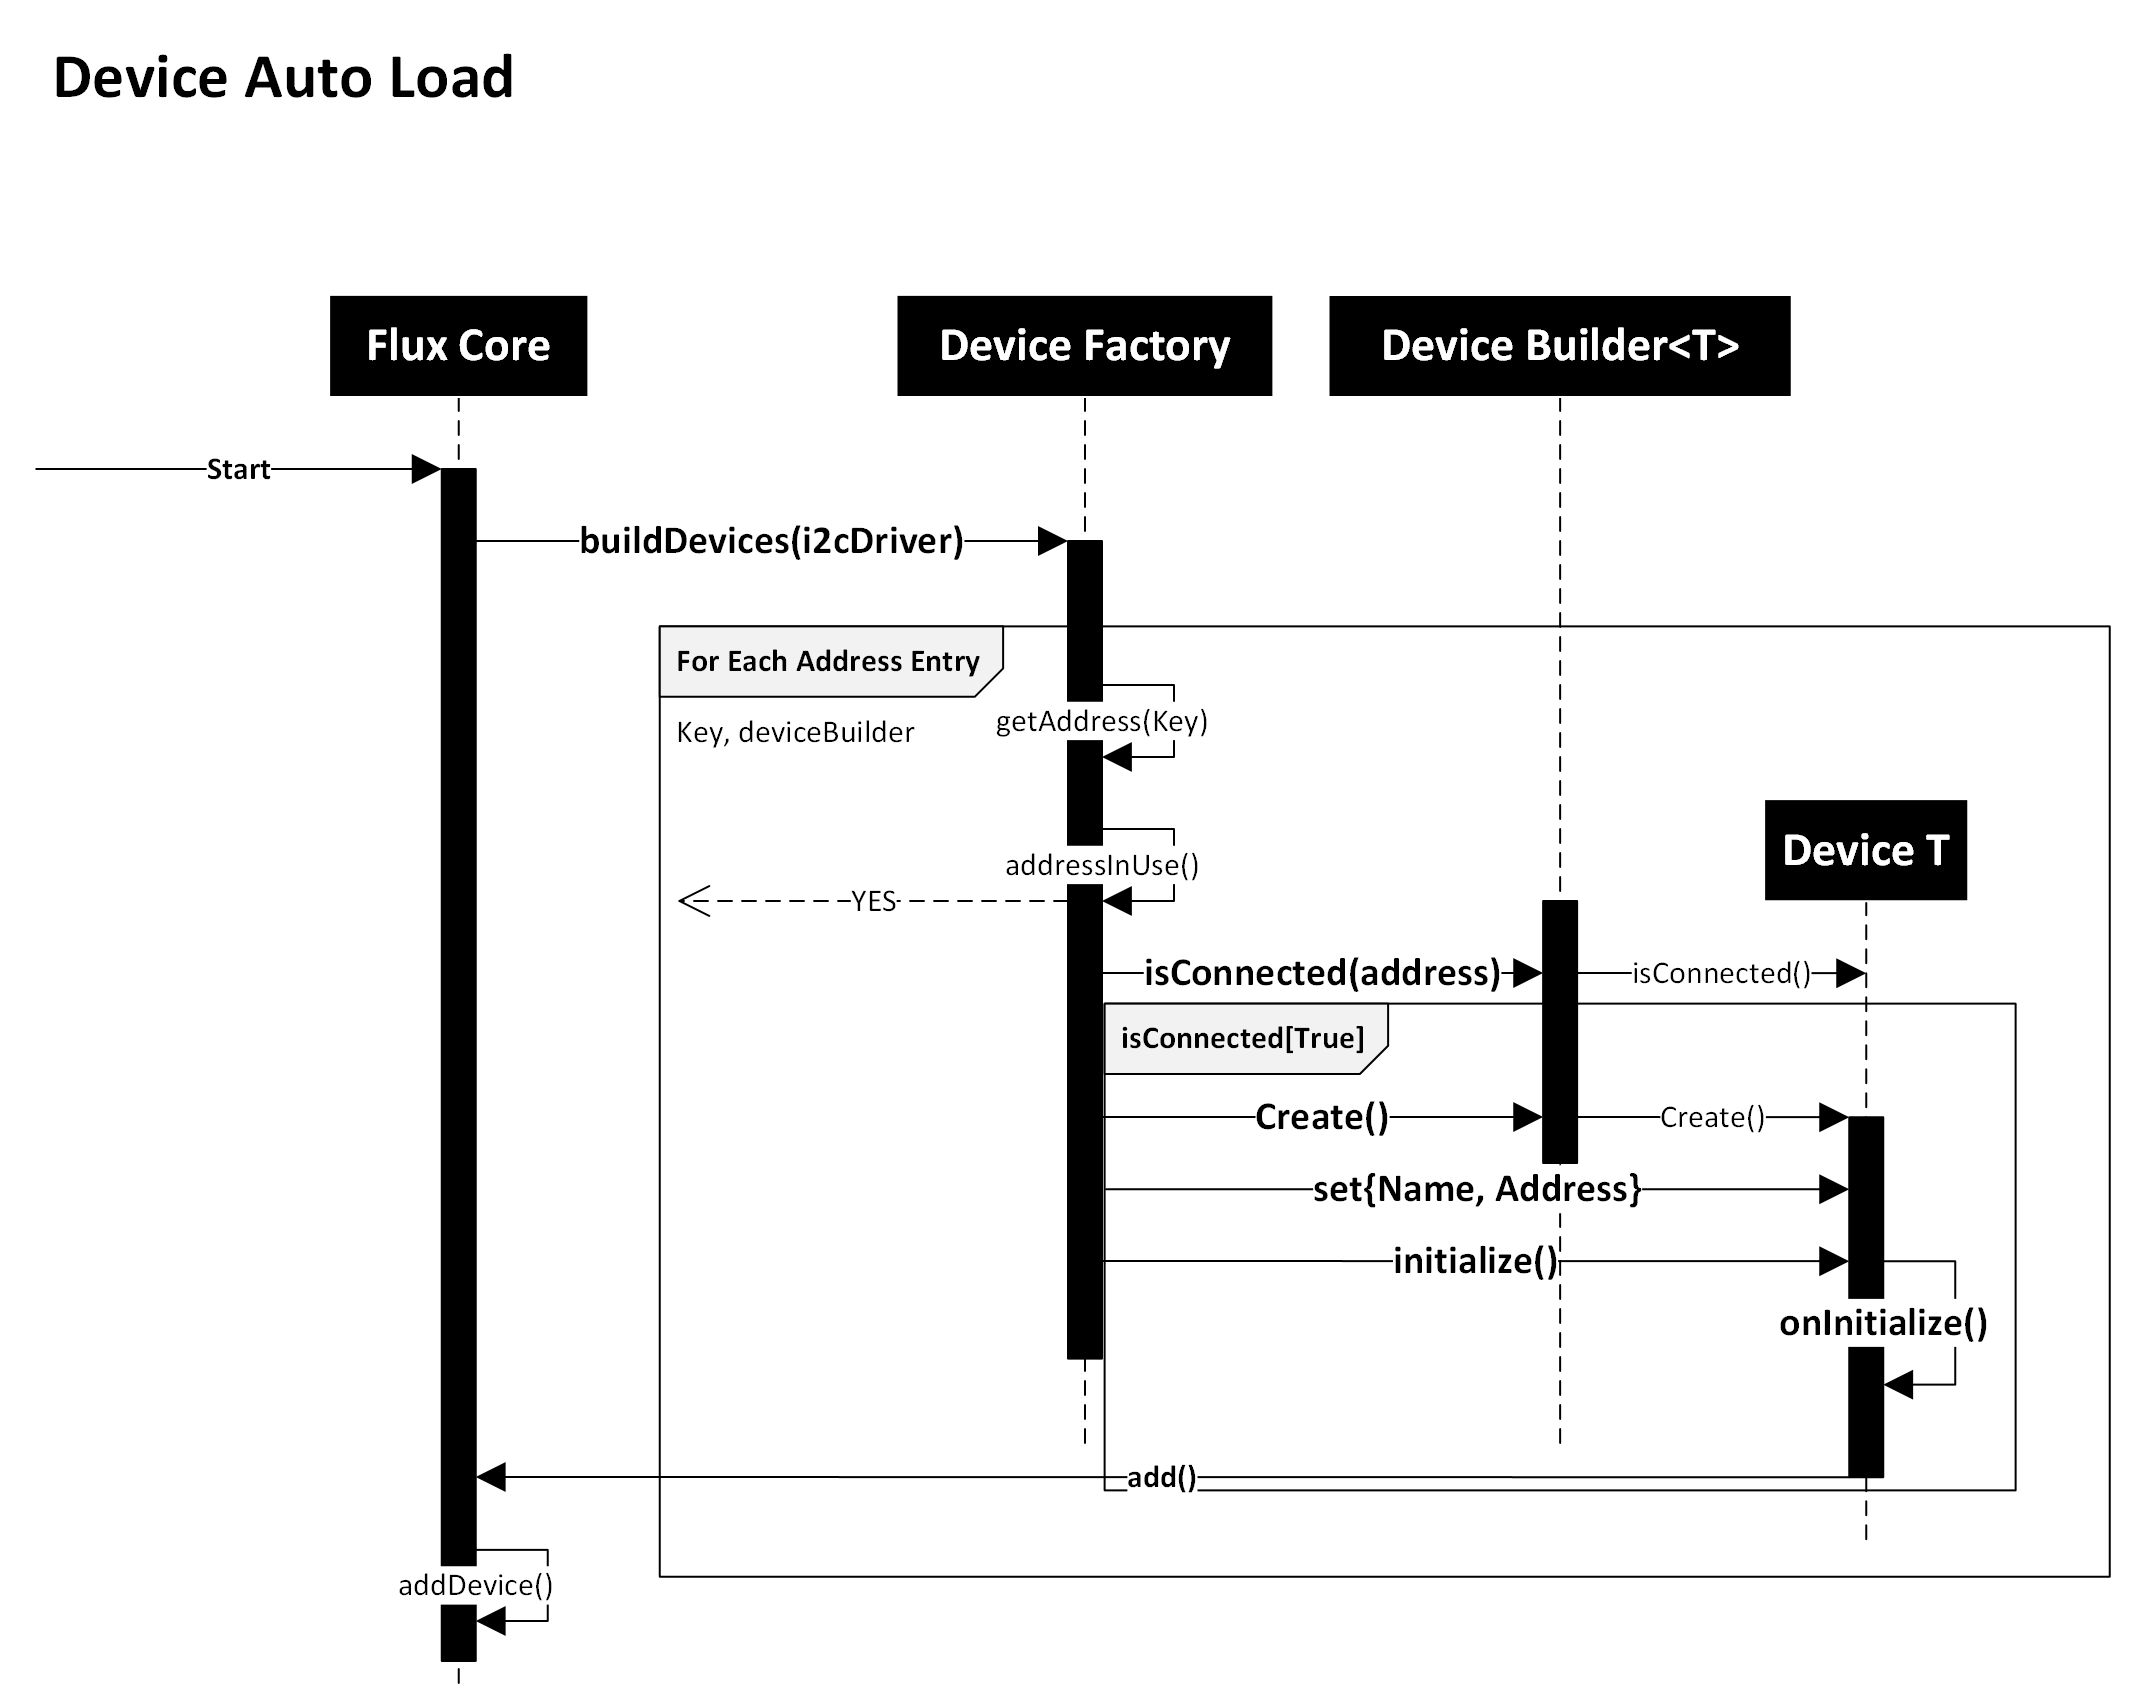 Device Auto Load
Flux Core
Device Factory
Device Builder<T>
Start
buildDevices(i2cDriver)
For Each Address Entry
Key, deviceBuilder
getAddress(Key)
Device T
addressInUse()
YES
isConnected(address)
isConnected()
isConnected[True]
Create()
Create()
set{Name, Address}
initialize()
onInitialize()
add()
addDevice()